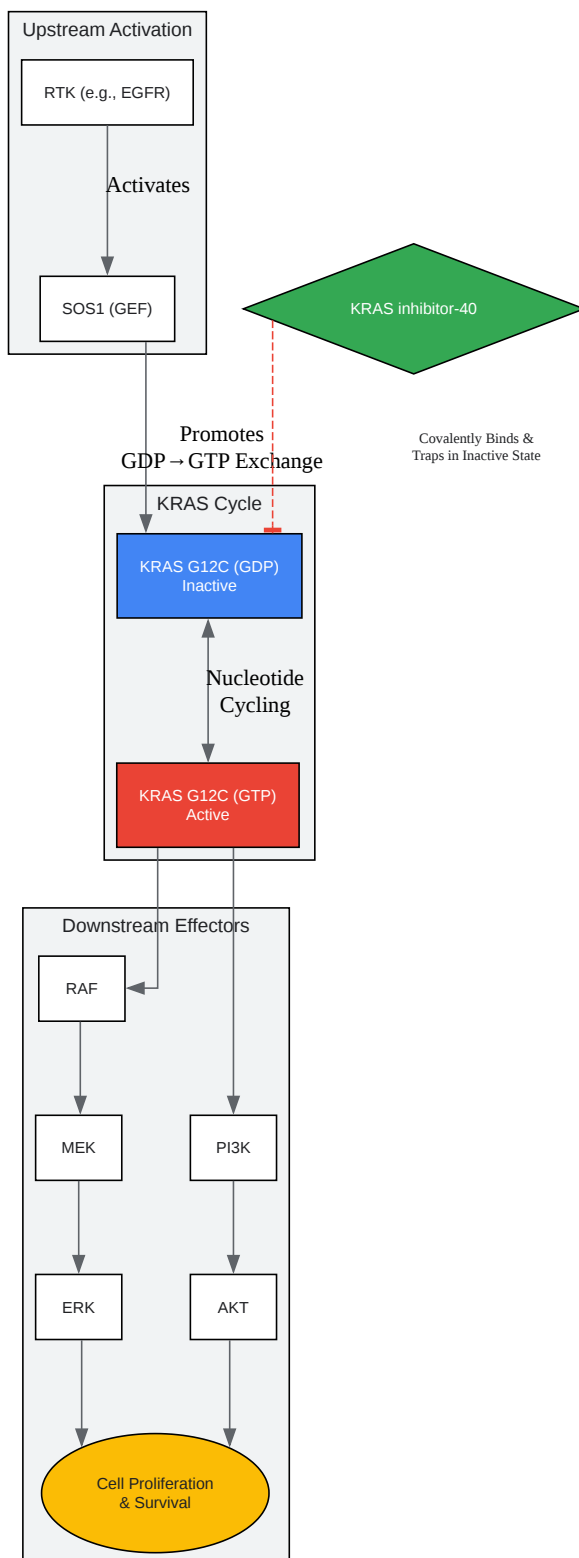 Upstream Activation
RTK (e.g., EGFR)
Activates
SOS1 (GEF)
KRAS inhibitor-40
Promotes
GDP→GTP Exchange
Covalently Binds &
Traps in Inactive State
KRAS Cycle
KRAS G12C (GDP)
Inactive
Nucleotide
Cycling
KRAS G12C (GTP)
Active
Downstream Effectors
RAF
MEK
PI3K
ERK
AKT
Cell Proliferation
& Survival